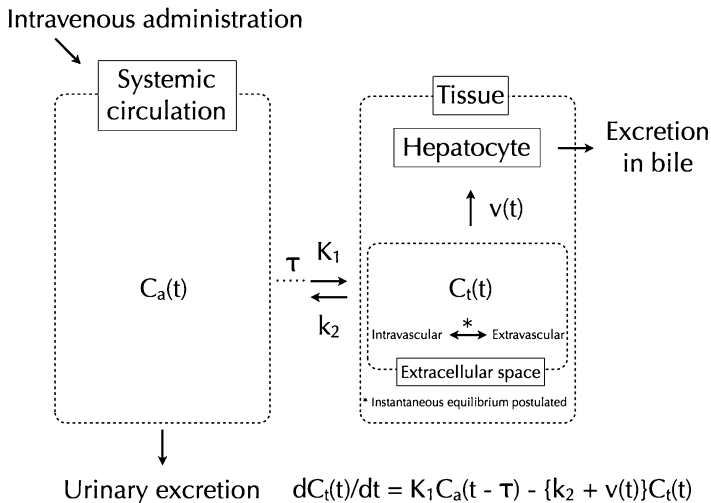 Intravenous administration
Systemic
circulation
Tissue
Hepatocyte
Excretion
in bile
v(t)
τ
K₁
k₂
Cₐ(t)
Cₜ(t)
*
Intravascular
Extravascular
Extracellular space
* Instantaneous equilibrium postulated
Urinary excretion
dCₜ(t)/dt = K₁Cₐ(t - τ) - {k₂ + v(t)}Cₜ(t)